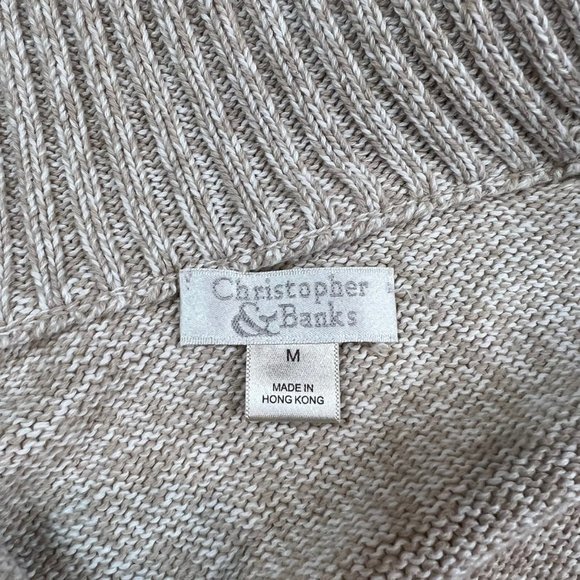 Christopher
& Banks
M
MADE IN
HONG KONG